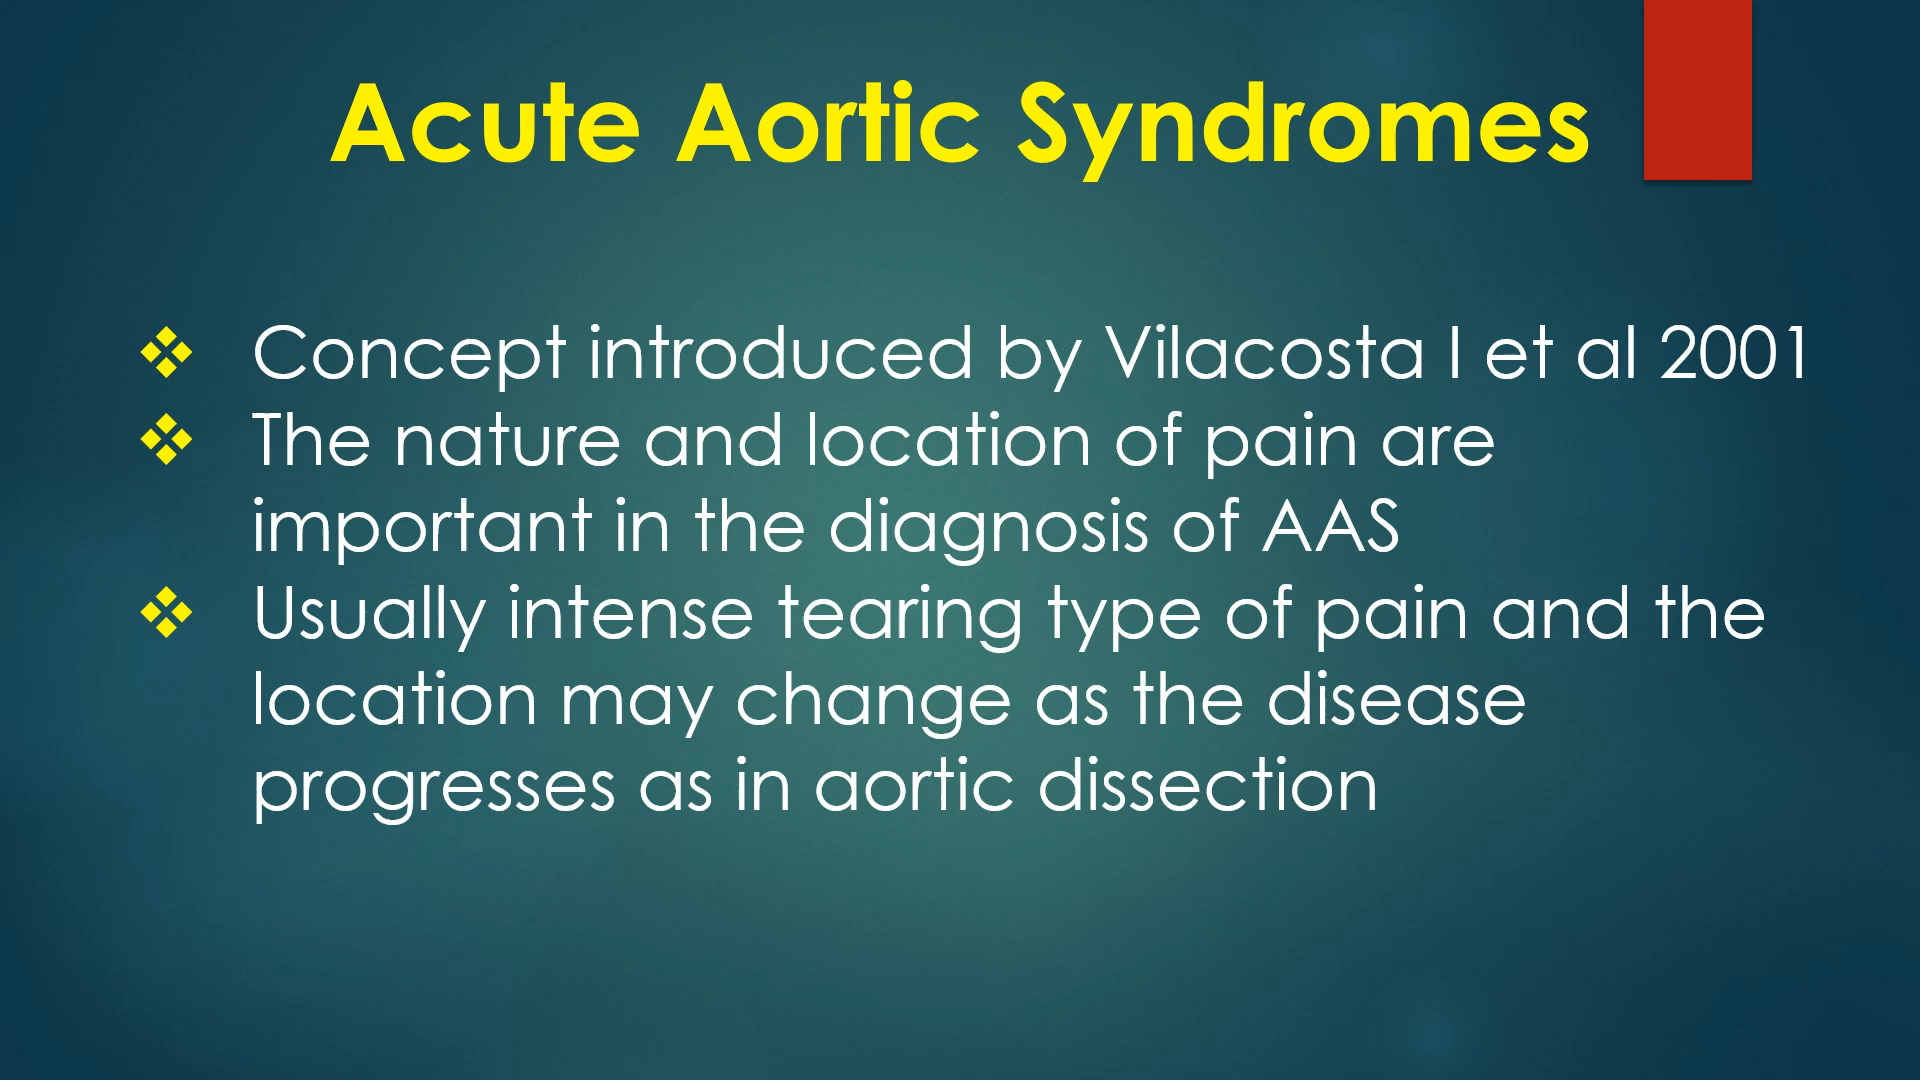 Acute Aortic Syndromes
❖ Concept introduced by Vilacosta I et al 2001
❖ The nature and location of pain are
important in the diagnosis of AAS
❖ Usually intense tearing type of pain and the
location may change as the disease
progresses as in aortic dissection